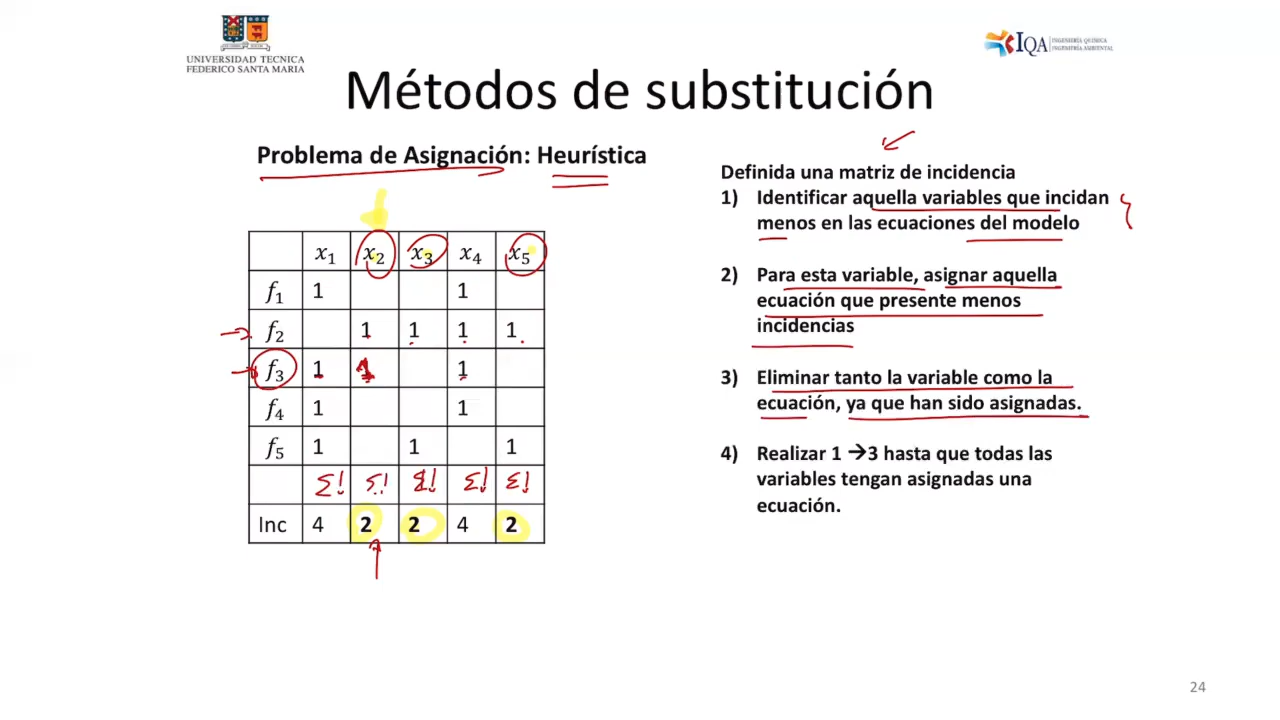 UNIVERSIDAD TECNICA
FEDERICO SANTA MARIA
IQA
INGENIERÍA QUÍMICA
INGENIERÍA AMBIENTAL
Métodos de substitución
Problema de Asignación: Heurística
x1 x2 x3 x4 x5
f1 1 1
f2 1 1 1 1
f3 1 1 1
f4 1 1
f5 1 1 1
Σ! Σ! Σ! Σ! Σ!
Inc 4 2 2 4 2
Definida una matriz de incidencia
1) Identificar aquella variables que incidan
menos en las ecuaciones del modelo
2) Para esta variable, asignar aquella
ecuación que presente menos
incidencias
3) Eliminar tanto la variable como la
ecuación, ya que han sido asignadas.
4) Realizar 1 →3 hasta que todas las
variables tengan asignadas una
ecuación.
24